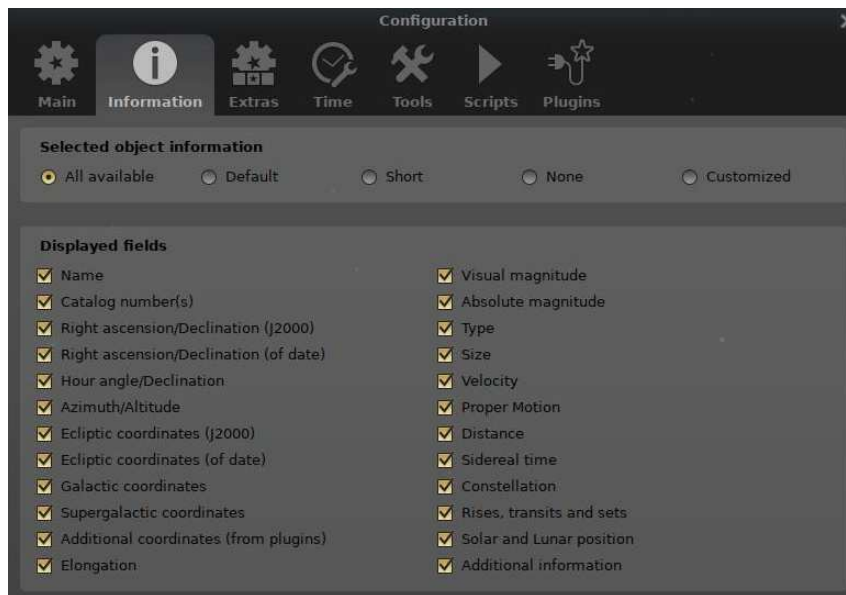 Configuration
Main Information Extras Time Tools Scripts Plugins
Selected object information
All available Default Short None Customized
Displayed fields
Name
Catalog number(s)
Right ascension/Declination (J2000)
Right ascension/Declination (of date)
Hour angle/Declination
Azimuth/Altitude
Ecliptic coordinates (J2000)
Ecliptic coordinates (of date)
Galactic coordinates
Supergalactic coordinates
Additional coordinates (from plugins)
Elongation
Visual magnitude
Absolute magnitude
Type
Size
Velocity
Proper Motion
Distance
Sidereal time
Constellation
Rises, transits and sets
Solar and Lunar position
Additional information